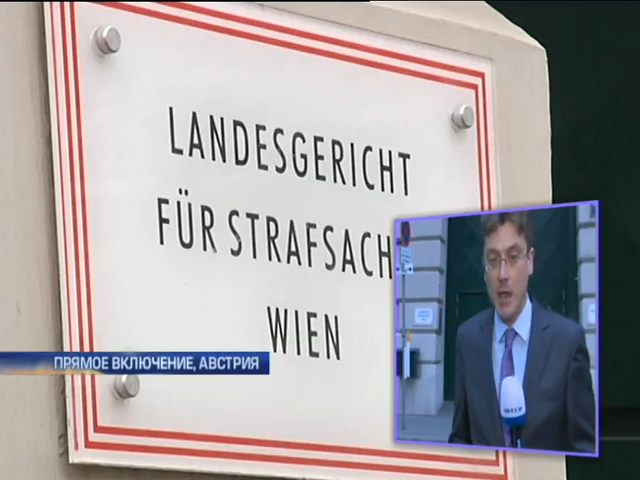 LANDESGERICHT
FÜR STRAFSACH
WIEN
ПРЯМОЕ ВКЛЮЧЕНИЕ, АВСТРИЯ